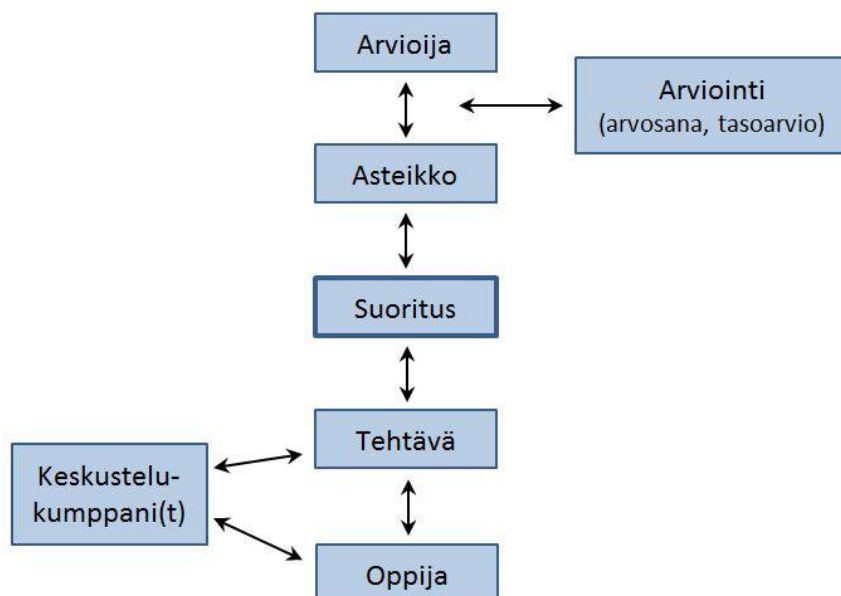 Arvioija
Arviointi
(arvosana, tasoarvio)
Asteikko
Suoritus
Tehtävä
Keskustelu-
kumppani(t)
Oppija